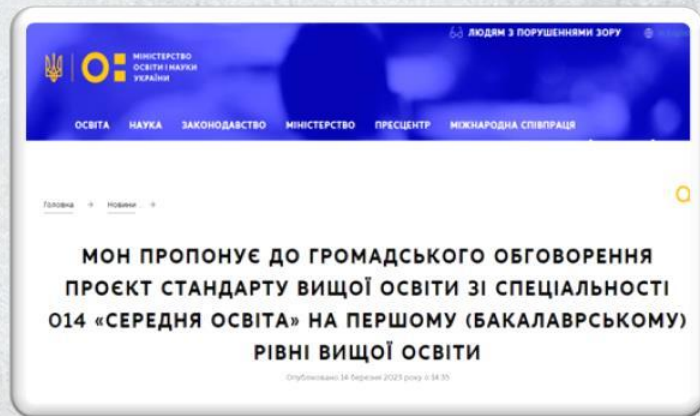 ЛЮДЯМ З ПОРУШЕННЯМИ ЗОРУ
МІНІСТЕРСТВО
ОСВІТИ І НАУКИ
УКРАЇНИ
ОСВІТА НАУКА ЗАКОНОДАВСТВО МІНІСТЕРСТВО ПРЕСЦЕНТР МІЖНАРОДНА СПІВПРАЦЯ
Головна → Новини →
МОН ПРОПОНУЄ ДО ГРОМАДСЬКОГО ОБГОВОРЕННЯ
ПРОЄКТ СТАНДАРТУ ВИЩОЇ ОСВІТИ ЗІ СПЕЦІАЛЬНОСТІ
014 «СЕРЕДНЯ ОСВІТА» НА ПЕРШОМУ (БАКАЛАВРСЬКОМУ)
РІВНІ ВИЩОЇ ОСВІТИ
Опубліковано 14 березня 2023 року о 14:35